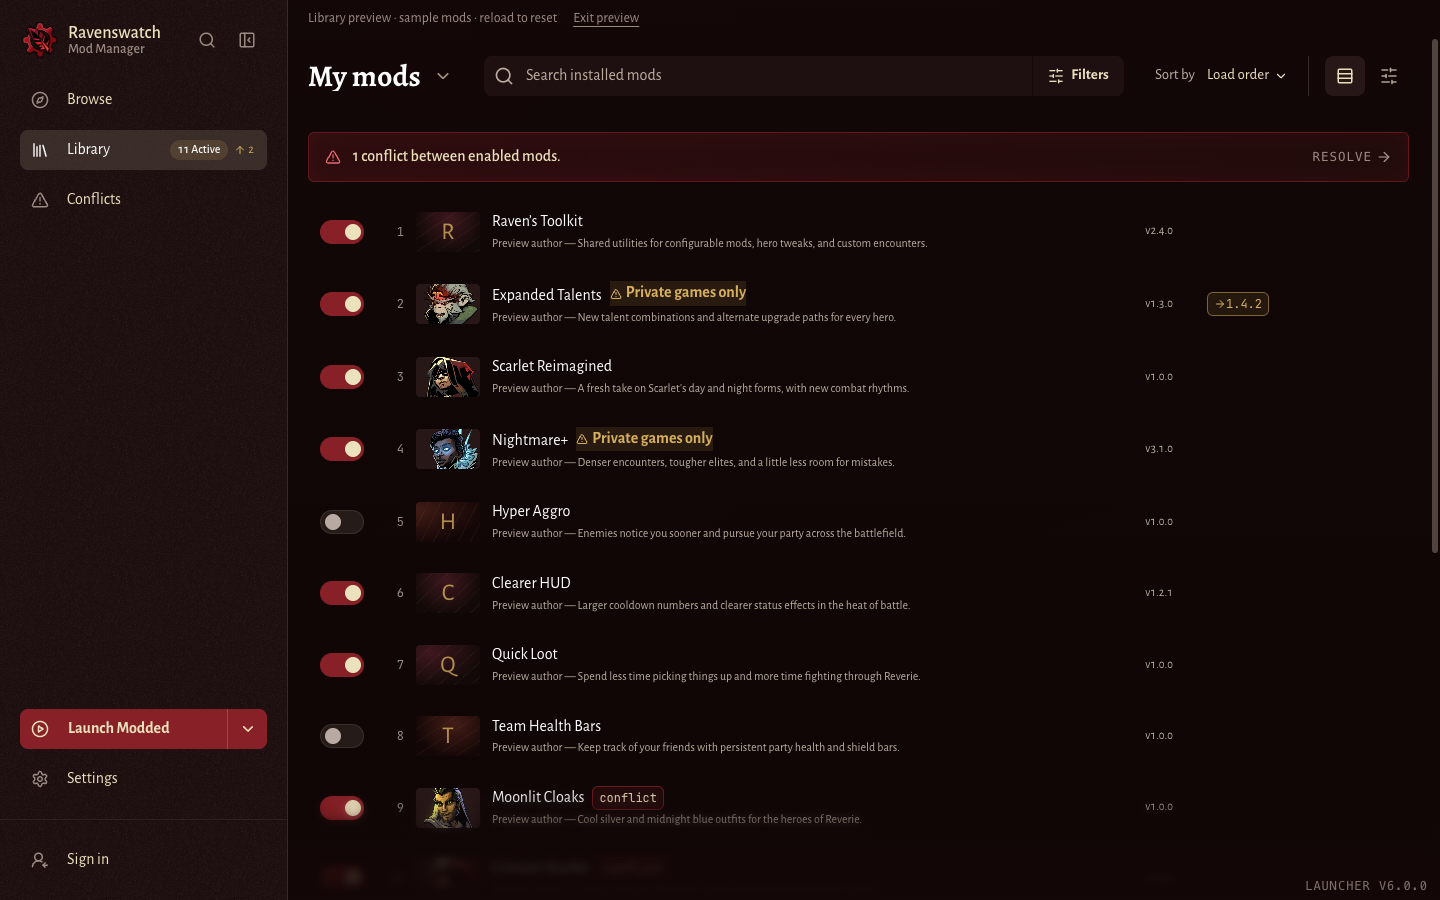 Ravenswatch
Mod Manager
Browse
Library
11 Active
2
Conflicts
Launch Modded
Settings
Sign in
Library preview · sample mods · reload to reset
Exit preview
My mods
Search installed mods
Filters
Sort by
Load order
1 conflict between enabled mods.
RESOLVE
1
R
Raven's Toolkit
Preview author — Shared utilities for configurable mods, hero tweaks, and custom encounters.
v2.4.0
2
Expanded Talents
Private games only
Preview author — New talent combinations and alternate upgrade paths for every hero.
v1.3.0
→1.4.2
3
Scarlet Reimagined
Preview author — A fresh take on Scarlet's day and night forms, with new combat rhythms.
v1.0.0
4
Nightmare+
Private games only
Preview author — Denser encounters, tougher elites, and a little less room for mistakes.
v3.1.0
5
H
Hyper Aggro
Preview author — Enemies notice you sooner and pursue your party across the battlefield.
v1.0.0
6
C
Clearer HUD
Preview author — Larger cooldown numbers and clearer status effects in the heat of battle.
v1.2.1
7
Q
Quick Loot
Preview author — Spend less time picking things up and more time fighting through Reverie.
v1.0.0
8
T
Team Health Bars
Preview author — Keep track of your friends with persistent party health and shield bars.
v1.0.0
9
Moonlit Cloaks
conflict
Preview author — Cool silver and midnight blue outfits for the heroes of Reverie.
v1.0.0
LAUNCHER V6.0.0